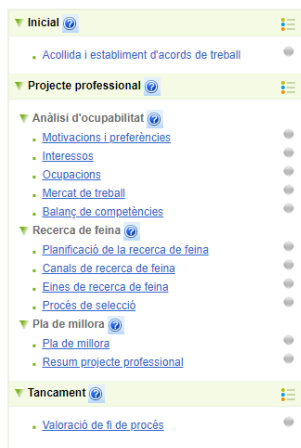 Inicial
Acollida i establiment d'acords de treball
Projecte professional
Anàlisi d'ocupabilitat
Motivacions i preferències
Interessos
Ocupacions
Mercat de treball
Balanç de competències
Recerca de feina
Planificació de la recerca de feina
Canals de recerca de feina
Eines de recerca de feina
Procés de selecció
Pla de millora
Pla de millora
Resum projecte professional
Tancament
Valoració de fi de procés